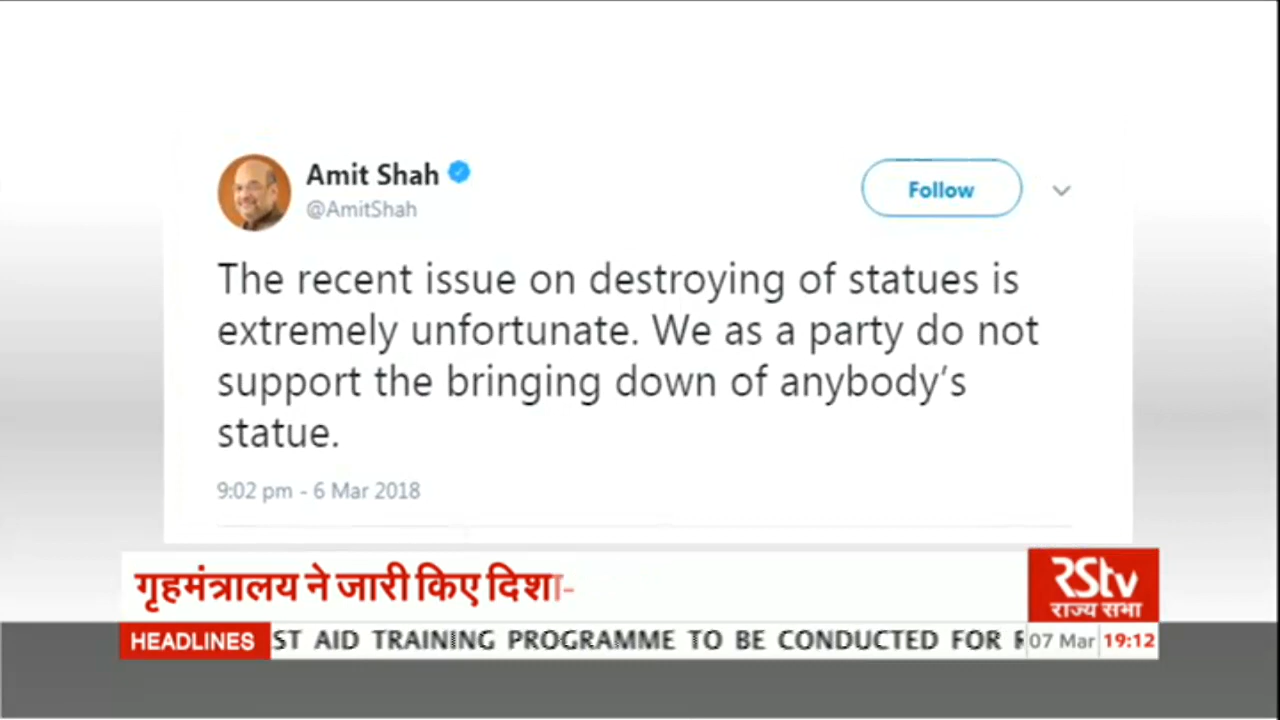 Amit Shah
@AmitShah
Follow
The recent issue on destroying of statues is
extremely unfortunate. We as a party do not
support the bringing down of anybody's
statue.
9:02 pm - 6 Mar 2018
गृहमंत्रालय ने जारी किए दिशा-
RStv
राज्य सभा
HEADLINES
ST AID TRAINING PROGRAMME TO BE CONDUCTED FOR
07 Mar 19:12